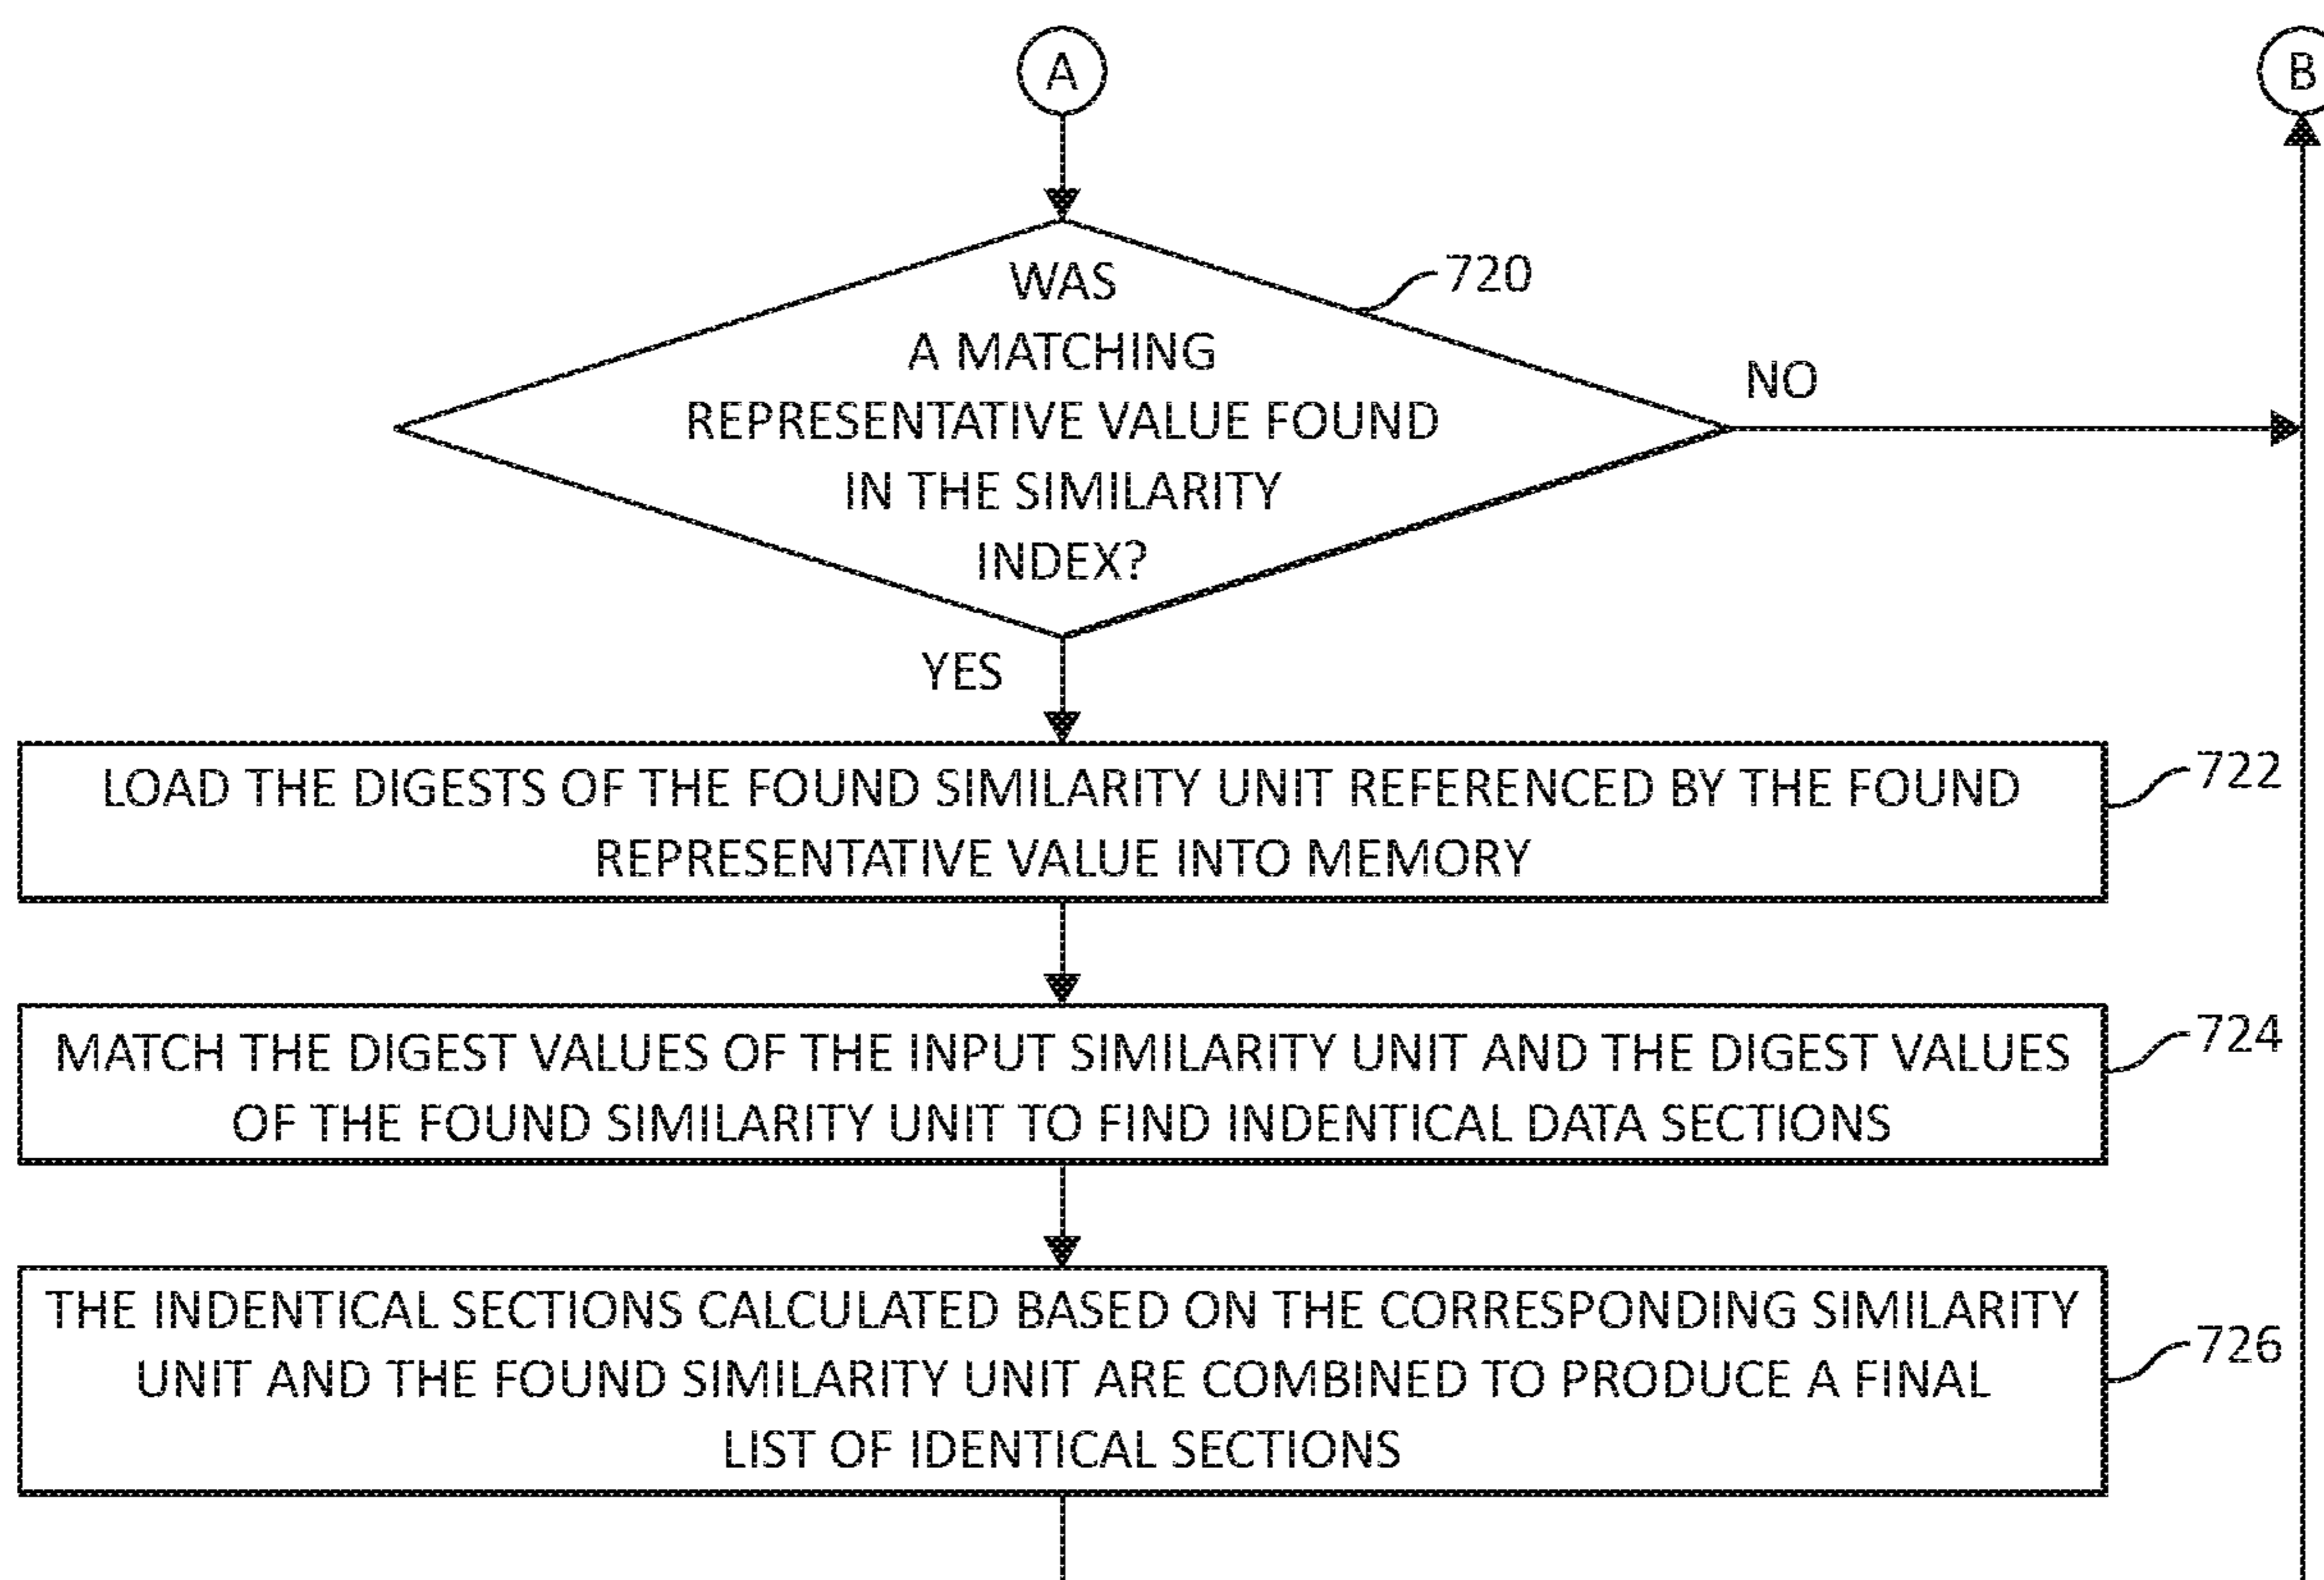 A
B
WAS
A MATCHING
REPRESENTATIVE VALUE FOUND
IN THE SIMILARITY
INDEX?
720
NO
YES
LOAD THE DIGESTS OF THE FOUND SIMILARITY UNIT REFERENCED BY THE FOUND
REPRESENTATIVE VALUE INTO MEMORY
722
MATCH THE DIGEST VALUES OF THE INPUT SIMILARITY UNIT AND THE DIGEST VALUES
OF THE FOUND SIMILARITY UNIT TO FIND INDENTICAL DATA SECTIONS
724
THE INDENTICAL SECTIONS CALCULATED BASED ON THE CORRESPONDING SIMILARITY
UNIT AND THE FOUND SIMILARITY UNIT ARE COMBINED TO PRODUCE A FINAL
LIST OF IDENTICAL SECTIONS
726